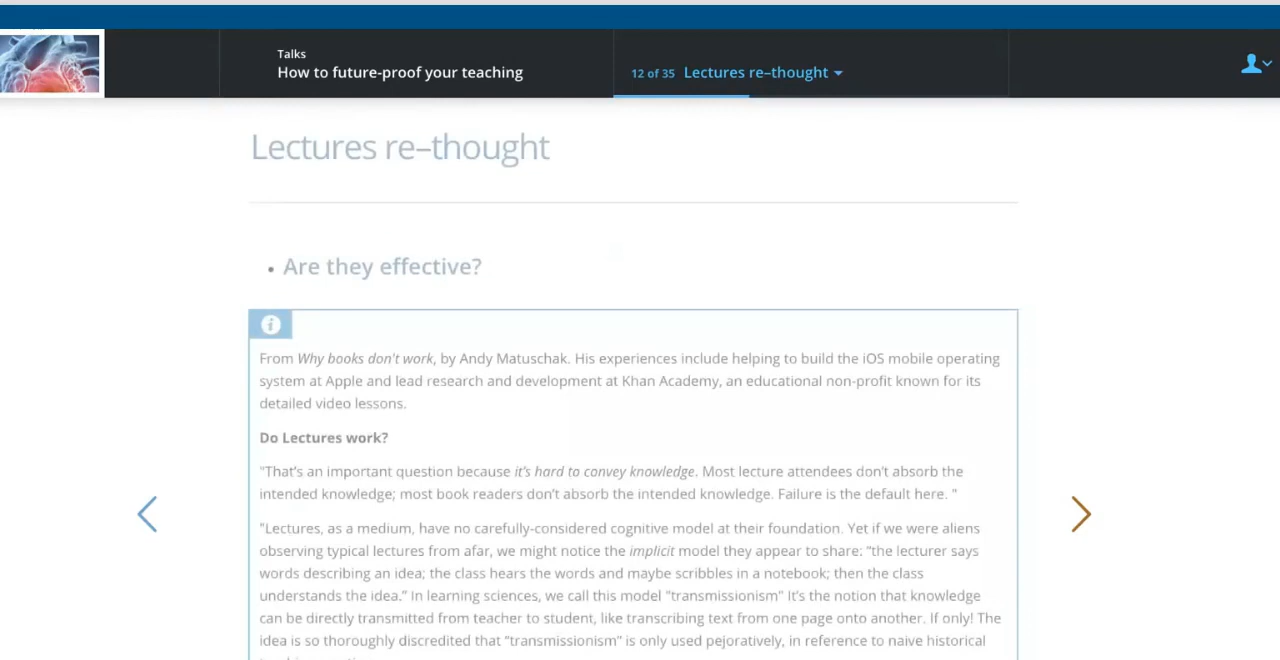 Talks
How to future-proof your teaching
12 of 35 Lectures re–thought
Lectures re–thought
• Are they effective?
From Why books don't work, by Andy Matuschak. His experiences include helping to build the iOS mobile operating
system at Apple and lead research and development at Khan Academy, an educational non-profit known for its
detailed video lessons.
Do Lectures work?
"That's an important question because it's hard to convey knowledge. Most lecture attendees don't absorb the
intended knowledge; most book readers don't absorb the intended knowledge. Failure is the default here. "
"Lectures, as a medium, have no carefully-considered cognitive model at their foundation. Yet if we were aliens
observing typical lectures from afar, we might notice the implicit model they appear to share: "the lecturer says
words describing an idea; the class hears the words and maybe scribbles in a notebook; then the class
understands the idea." In learning sciences, we call this model "transmissionism" It's the notion that knowledge
can be directly transmitted from teacher to student, like transcribing text from one page onto another. If only! The
idea is so thoroughly discredited that "transmissionism" is only used pejoratively, in reference to naive historical